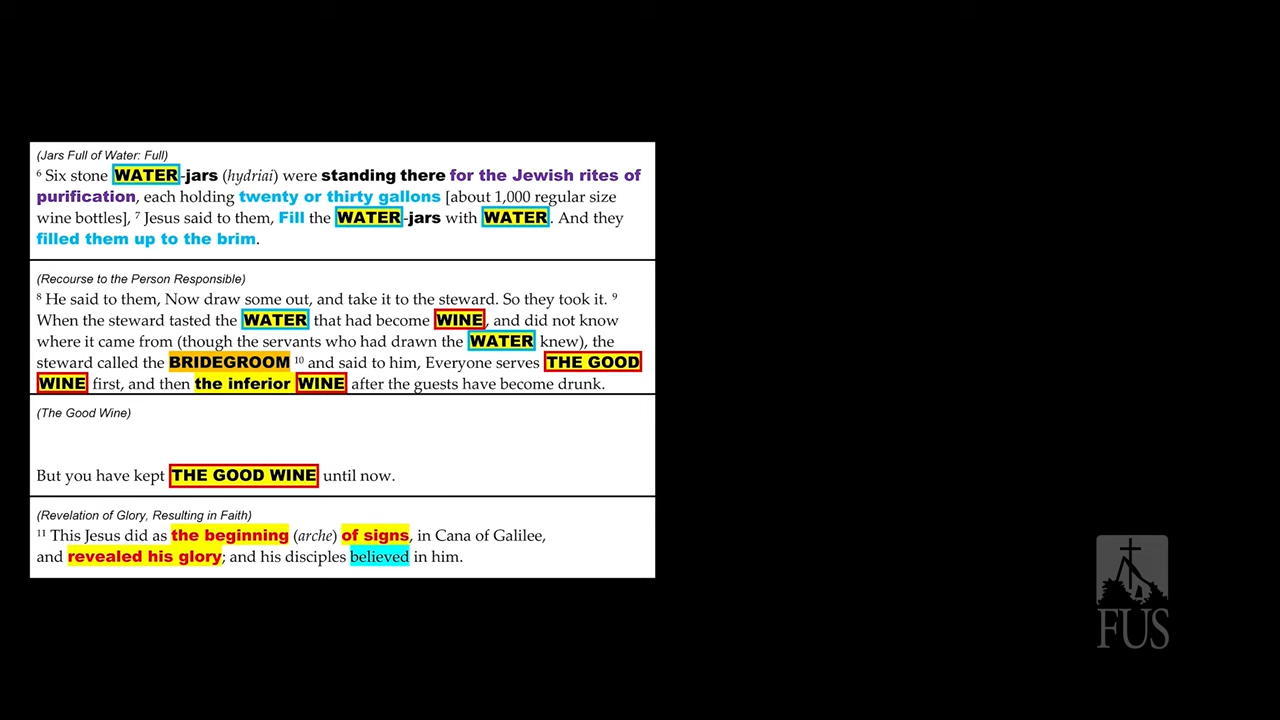 (Jars Full of Water: Full)
6 Six stone WATER-jars (hydriai) were standing there for the Jewish rites of
purification, each holding twenty or thirty gallons [about 1,000 regular size
wine bottles], 7 Jesus said to them, Fill the WATER-jars with WATER. And they
filled them up to the brim.
(Recourse to the Person Responsible)
8 He said to them, Now draw some out, and take it to the steward. So they took it. 9
When the steward tasted the WATER that had become WINE, and did not know
where it came from (though the servants who had drawn the WATER knew), the
steward called the BRIDEGROOM 10 and said to him, Everyone serves THE GOOD
WINE first, and then the inferior WINE after the guests have become drunk.
(The Good Wine)
But you have kept THE GOOD WINE until now.
(Revelation of Glory, Resulting in Faith)
11 This Jesus did as the beginning (arche) of signs, in Cana of Galilee,
and revealed his glory; and his disciples believed in him.
FUS